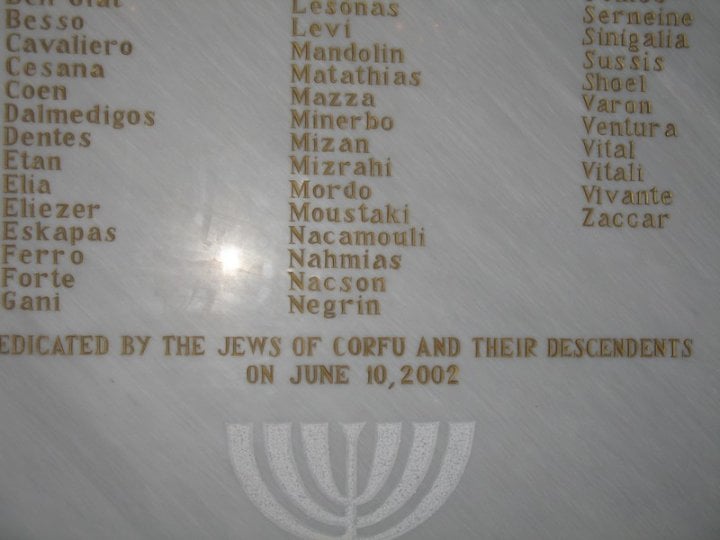 Besso
Cavaliero
Cesana
Coen
Dalmedigos
Dentes
Etan
Elia
Eliezer
Eskapas
Ferro
Forte
Gani
Lesonas
Levi
Mandolin
Matathias
Mazza
Minerbo
Mizan
Mizrahi
Mordo
Moustaki
Nacamouli
Nahmias
Nacson
Negrin
Serneine
Sinigalia
Sussis
Shoel
Varon
Ventura
Vital
Vitali
Vivante
Zaccar
EDICATED BY THE JEWS OF CORFU AND THEIR DESCENDENTS
ON JUNE 10, 2002